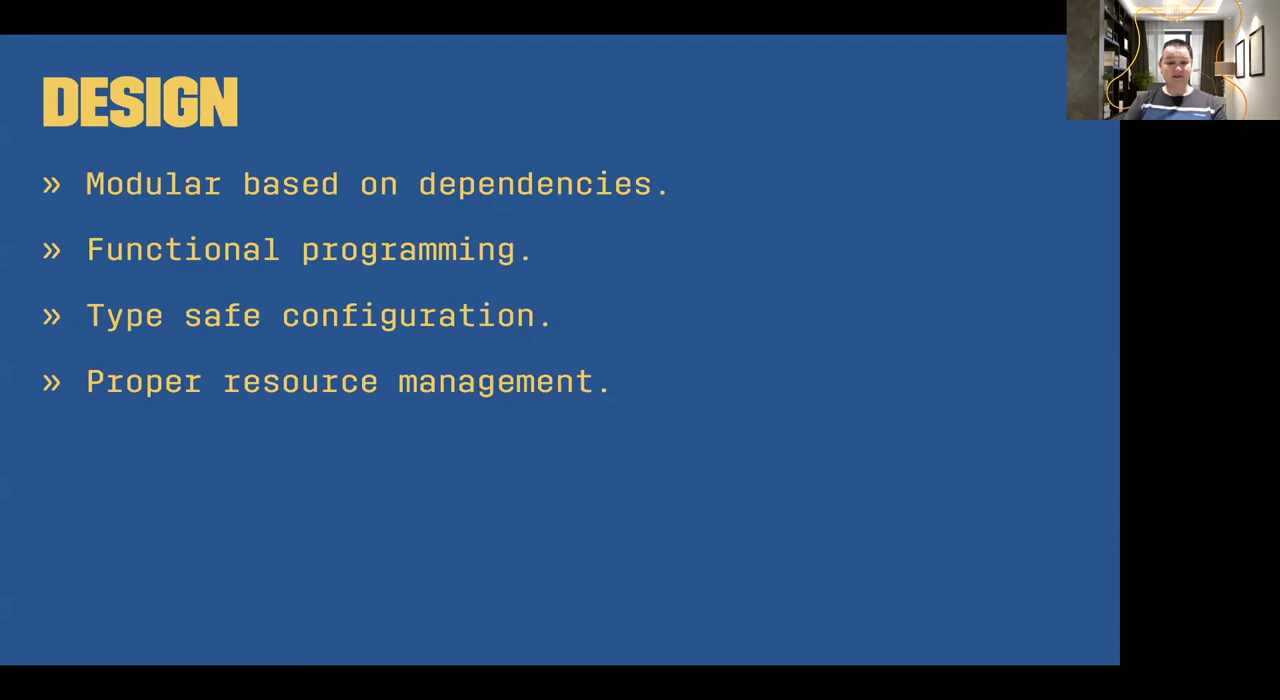 DESIGN
» Modular based on dependencies.
» Functional programming.
» Type safe configuration.
» Proper resource management.